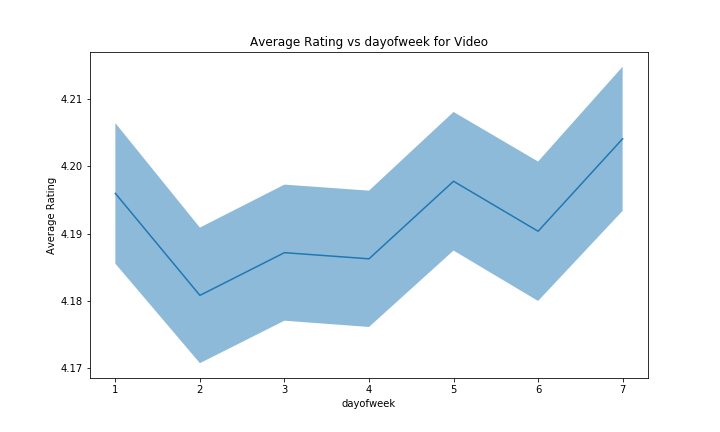 Average Rating vs dayofweek for Video
4.21
4.20
4.19
4.18
4.17
Average Rating
1 2 3 4 5 6 7
dayofweek